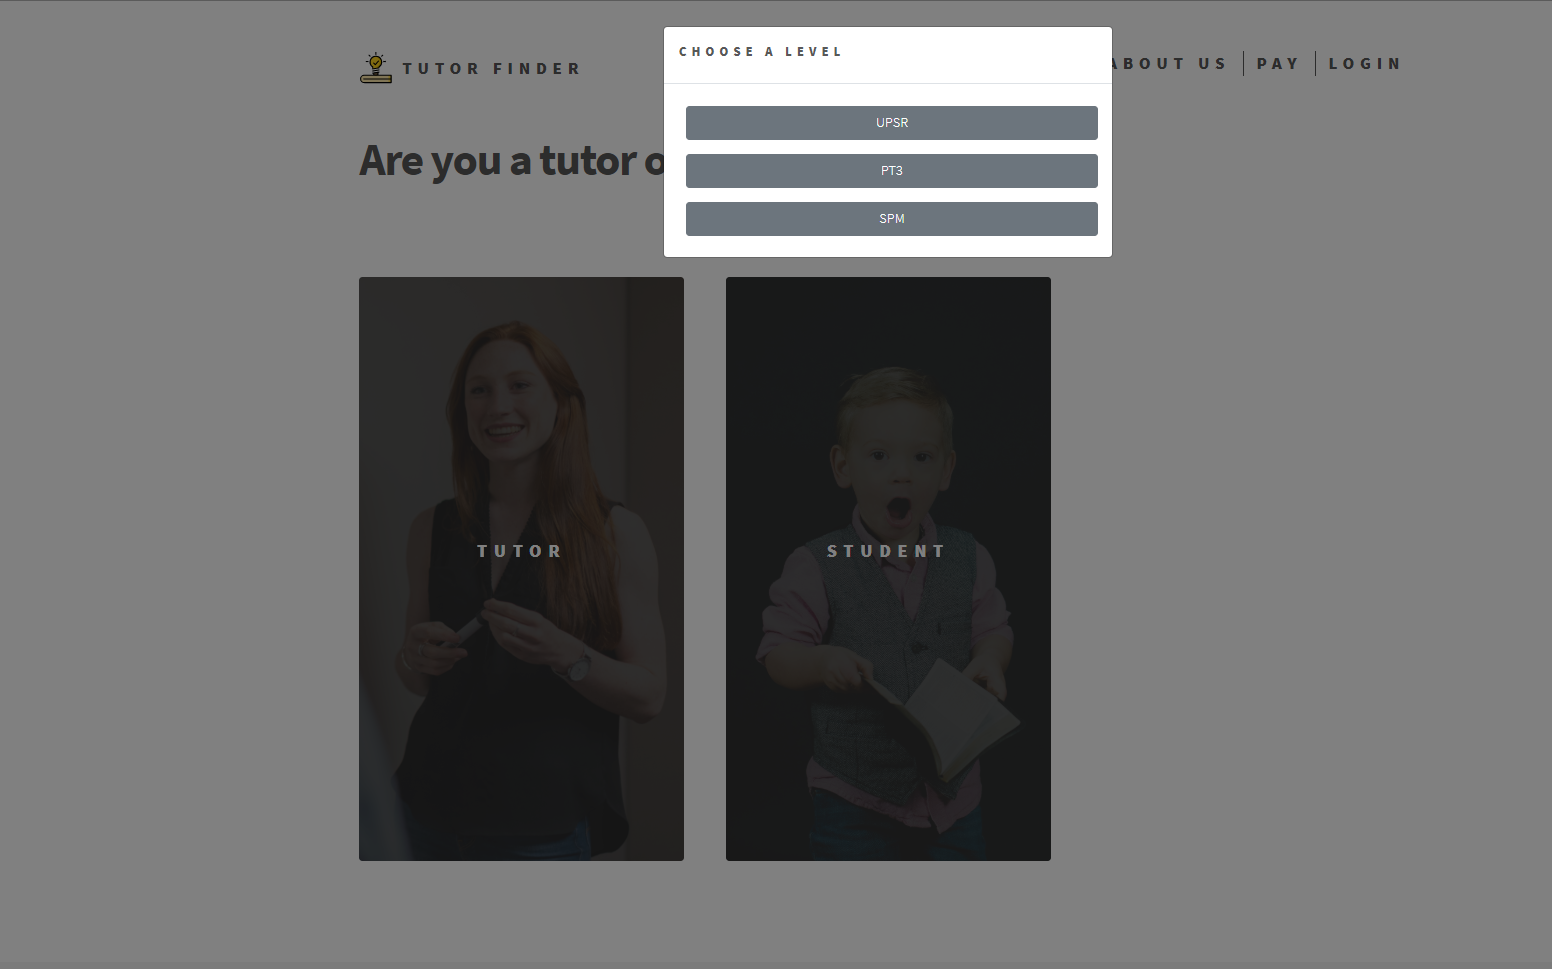 TUTOR FINDER
CHOOSE A LEVEL
ABOUT US
PAY
LOGIN
UPSR
PT3
SPM
Are you a tutor
TUTOR
STUDENT